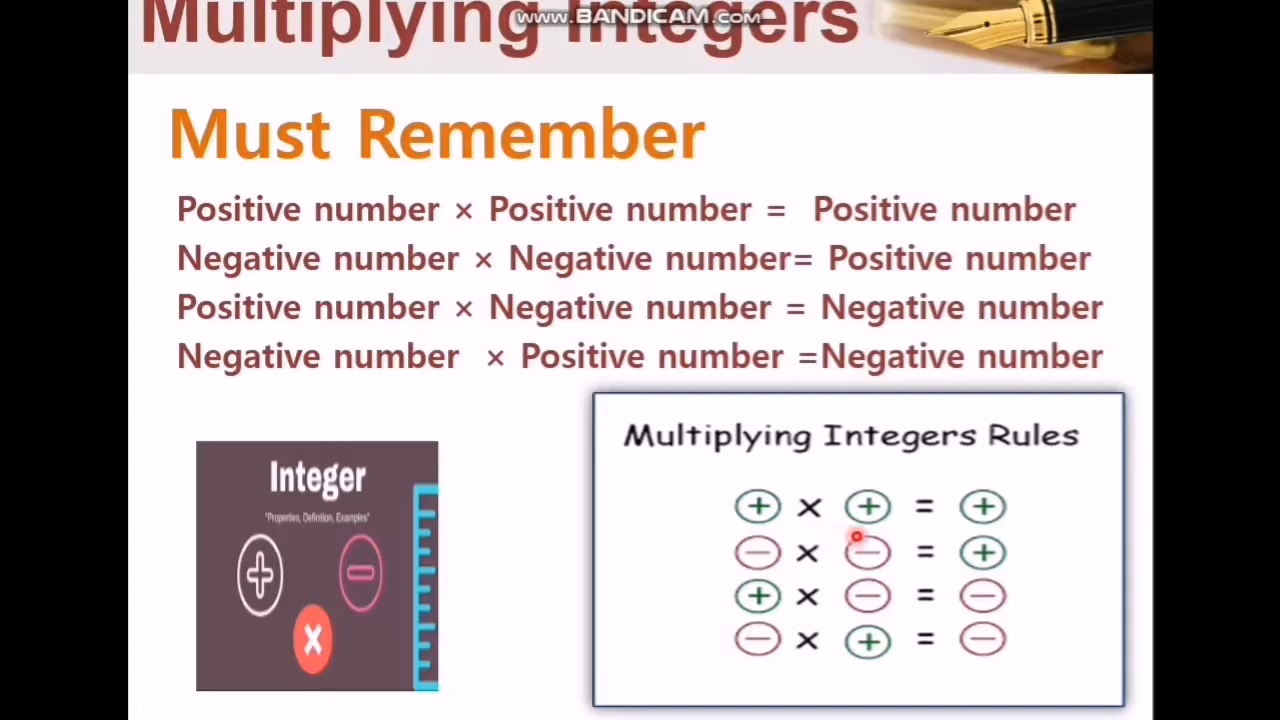 Multiplying Integers
www.BANDICAM.COM
Must Remember
Positive number × Positive number = Positive number
Negative number × Negative number= Positive number
Positive number × Negative number = Negative number
Negative number × Positive number =Negative number
Integer
"Properties, Definition, Examples"
Multiplying Integers Rules
+ × + = +
− × − = +
+ × − = −
− × + = −